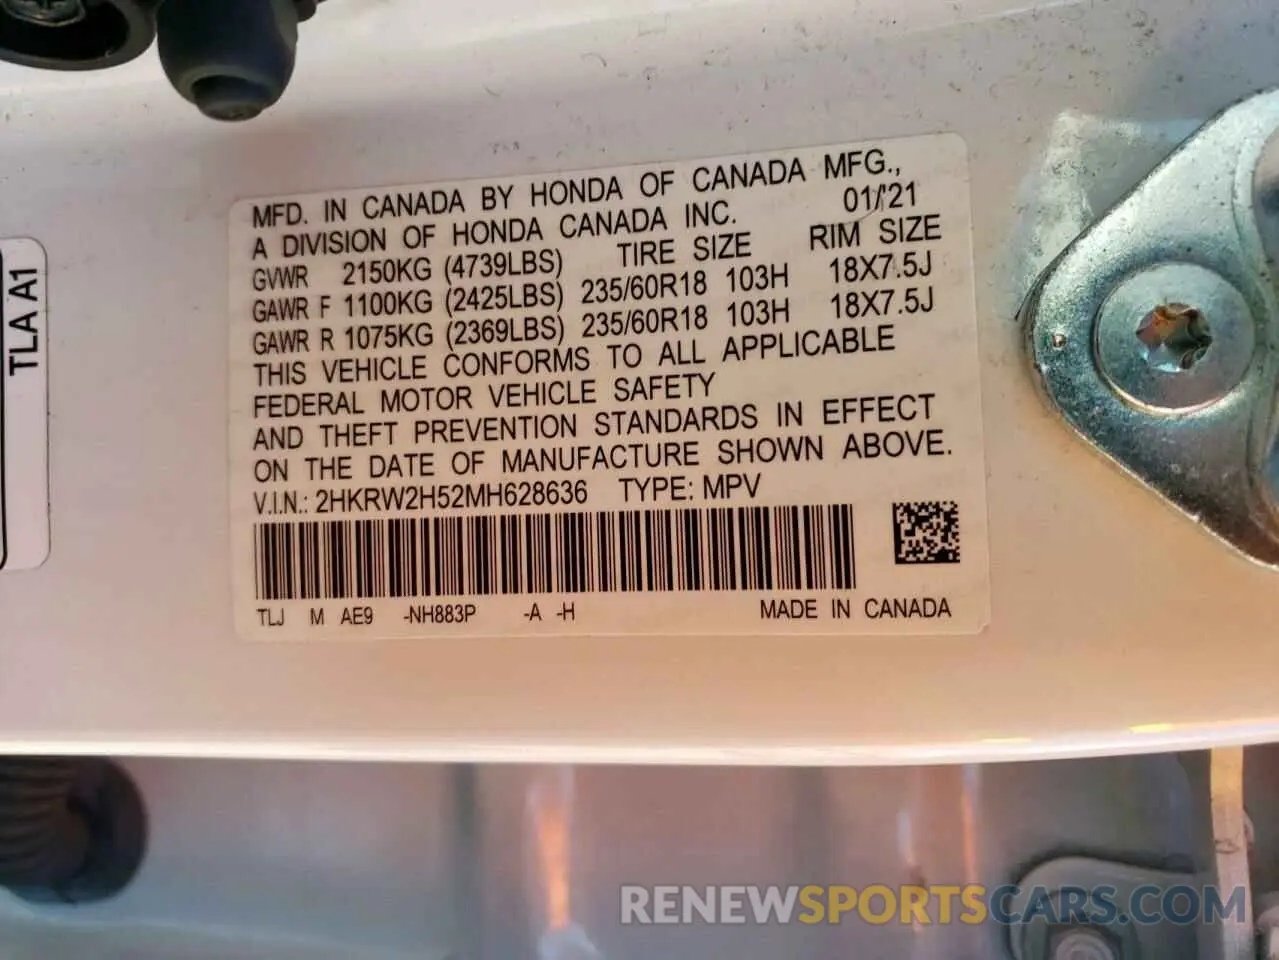 MFD. IN CANADA BY HONDA OF CANADA MFG.,
A DIVISION OF HONDA CANADA INC. 01/'21
GVWR 2150KG (4739LBS) TIRE SIZE RIM SIZE
GAWR F 1100KG (2425LBS) 235/60R18 103H 18X7.5J
GAWR R 1075KG (2369LBS) 235/60R18 103H 18X7.5J
THIS VEHICLE CONFORMS TO ALL APPLICABLE
FEDERAL MOTOR VEHICLE SAFETY
AND THEFT PREVENTION STANDARDS IN EFFECT
ON THE DATE OF MANUFACTURE SHOWN ABOVE.
V.I.N.: 2HKRW2H52MH628636 TYPE: MPV
TLJ M AE9 -NH883P -A -H MADE IN CANADA
TLA A1
RENEWSPORTSCARS.COM